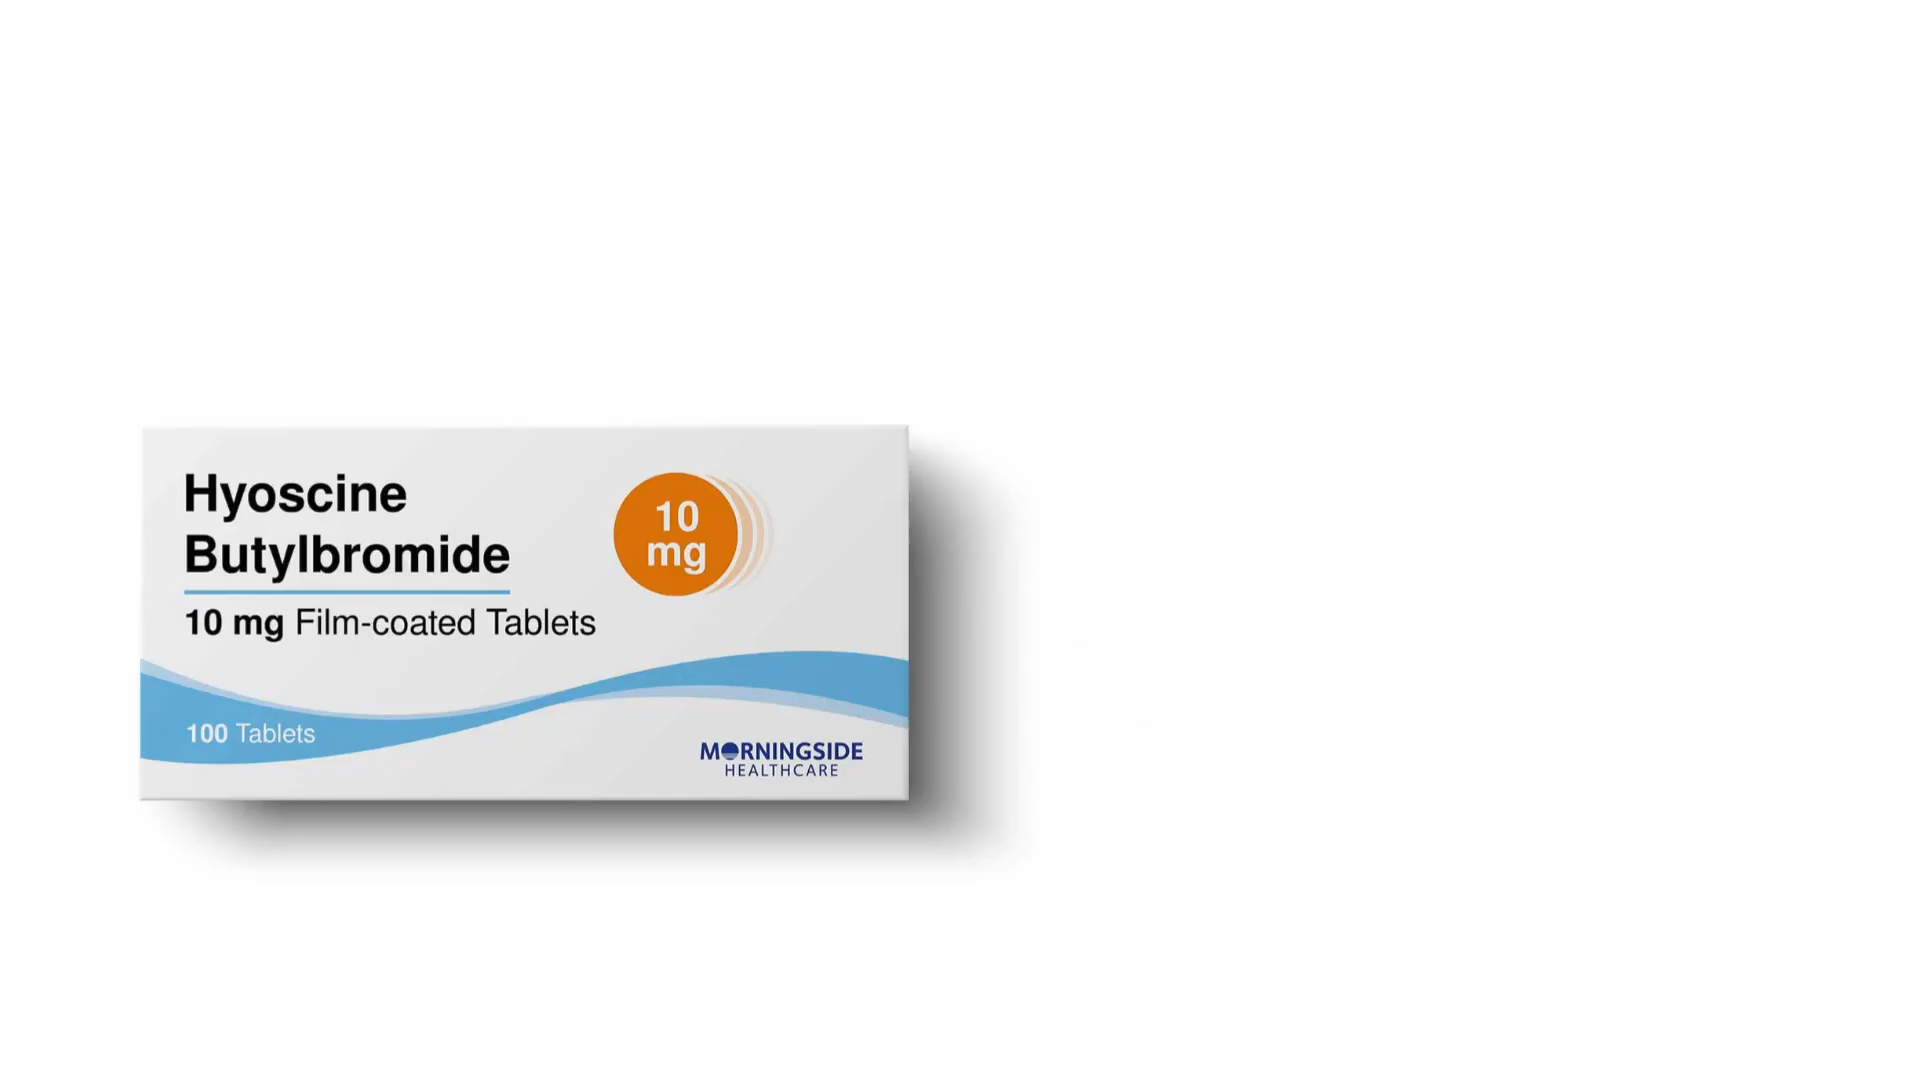 Hyoscine
Butylbromide
10 mg Film-coated Tablets
10
mg
100 Tablets
MORNINGSIDE
HEALTHCARE